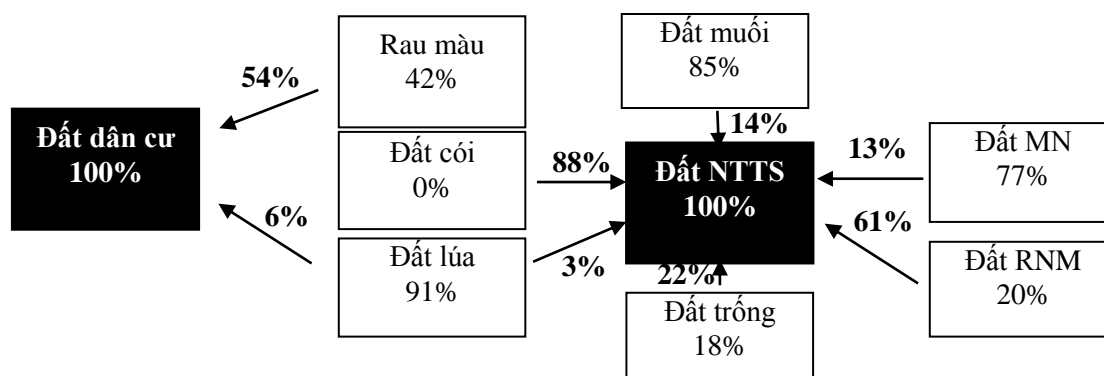 Rau màu
42%
Đất muối
85%
54%
14%
Đất dân cư
100%
Đất cói
0%
88%
Đất NTTS
100%
13%
Đất MN
77%
6%
61%
Đất lúa
91%
3%
22%
Đất RNM
20%
Đất trống
18%